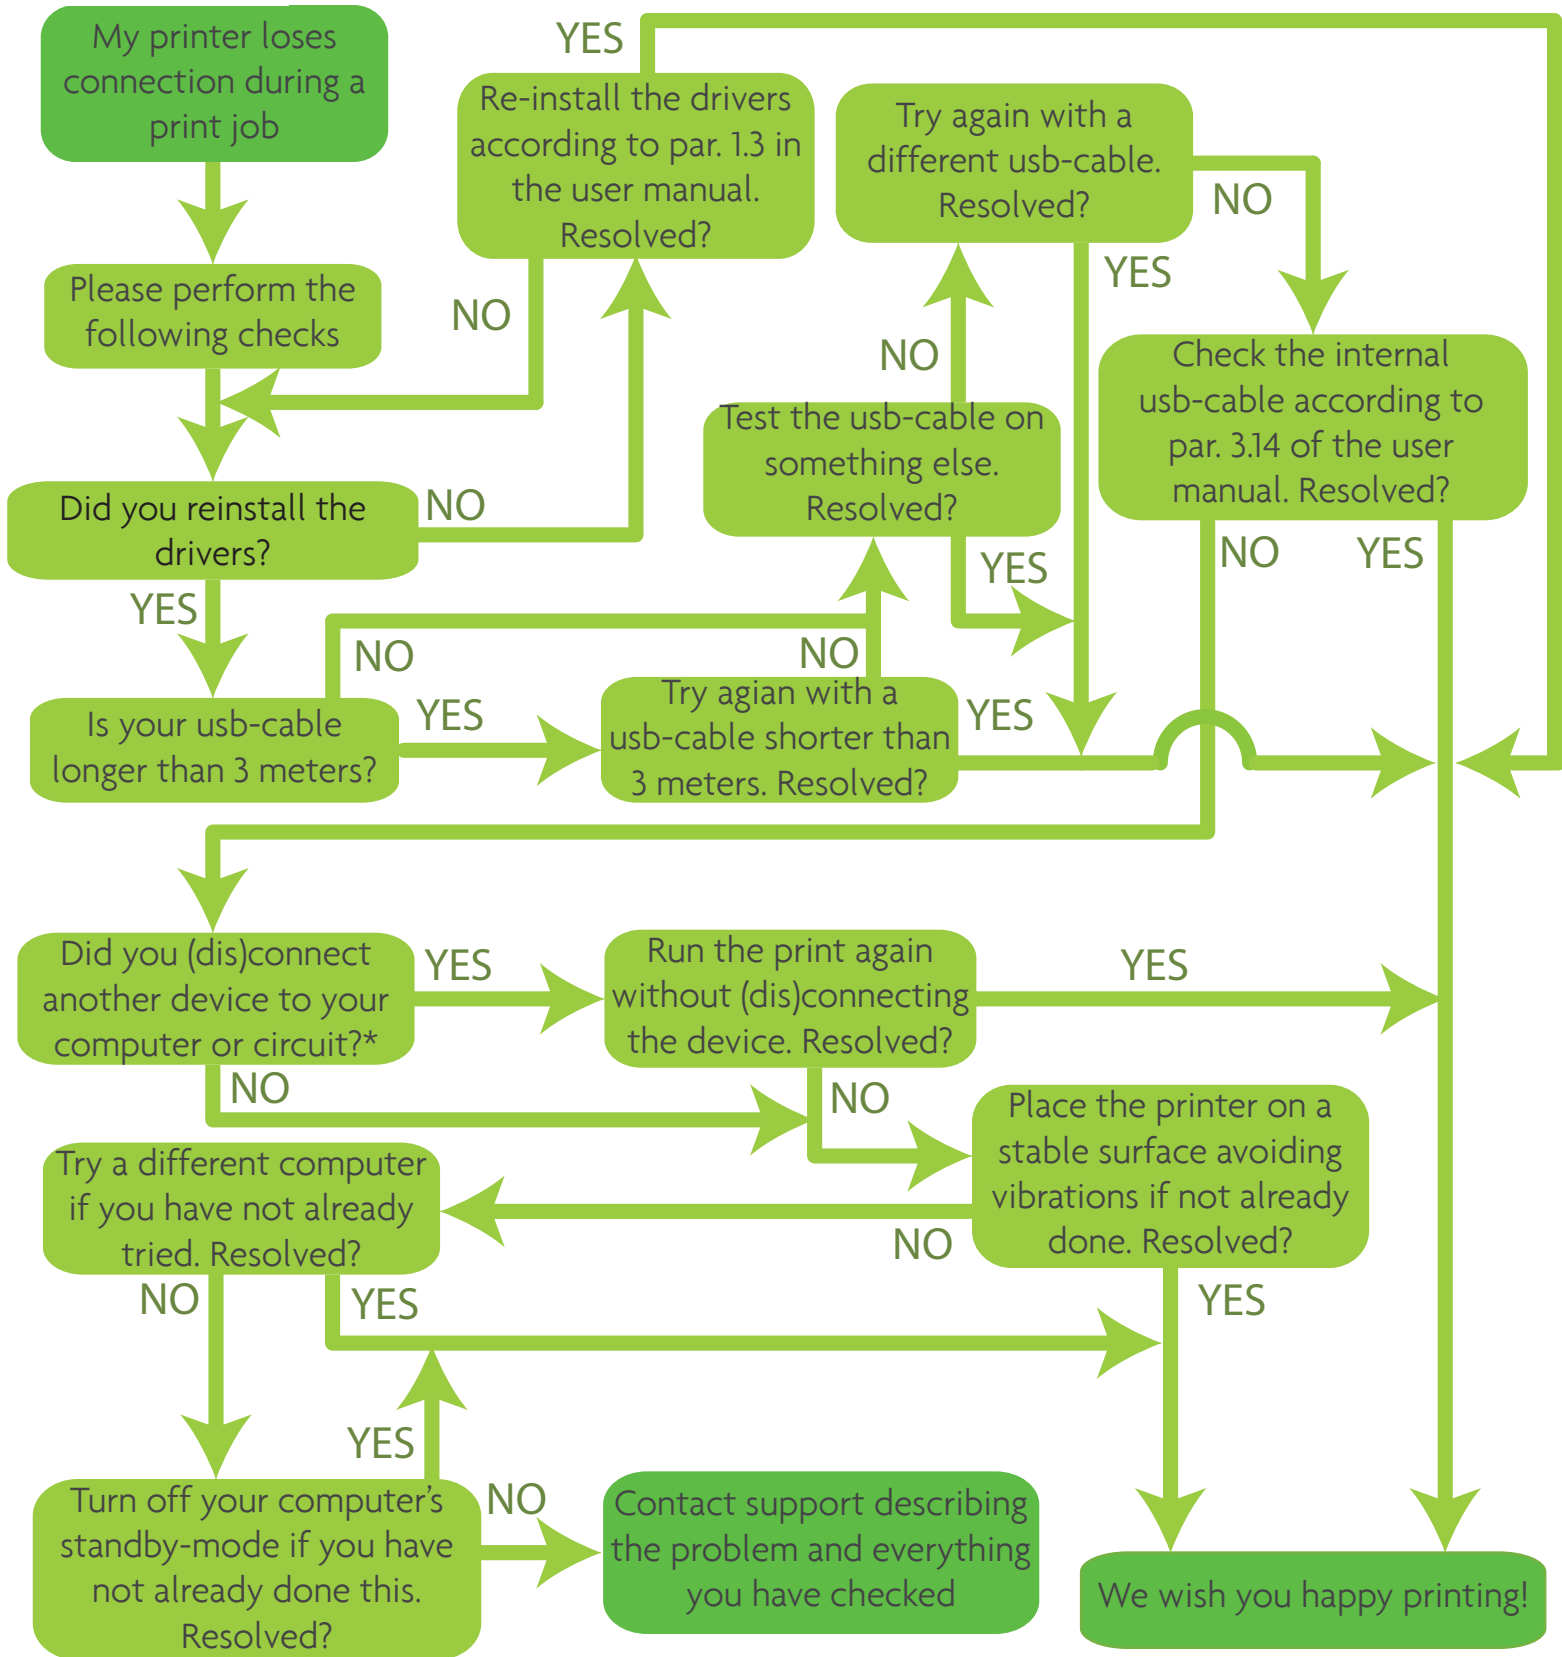 My printer loses
connection during a
print job
Please perform the
following checks
Did you reinstall the
drivers?
NO
YES
Re-install the drivers
according to par. 1.3 in
the user manual.
Resolved?
YES
NO
Is your usb-cable
longer than 3 meters?
NO
YES
Try agian with a
usb-cable shorter than
3 meters. Resolved?
NO
YES
Test the usb-cable on
something else.
Resolved?
NO
YES
Try again with a
different usb-cable.
Resolved?
NO
YES
Check the internal
usb-cable according to
par. 3.14 of the user
manual. Resolved?
NO
YES
Did you (dis)connect
another device to your
computer or circuit?*
YES
NO
Run the print again
without (dis)connecting
the device. Resolved?
YES
NO
Place the printer on a
stable surface avoiding
vibrations if not already
done. Resolved?
NO
YES
Try a different computer
if you have not already
tried. Resolved?
NO
YES
Turn off your computer's
standby-mode if you have
not already done this.
Resolved?
YES
NO
Contact support describing
the problem and everything
you have checked
We wish you happy printing!